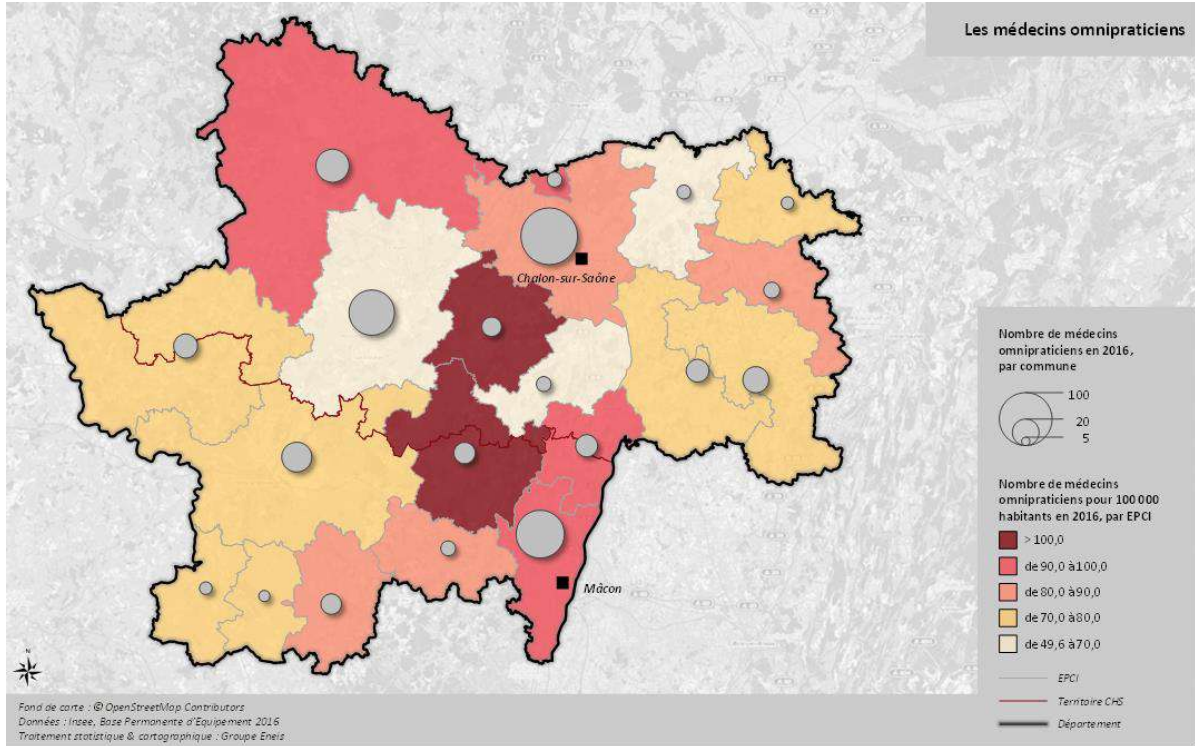 Les médecins omnipraticiens
Chalon-sur-Saône
Mâcon
Nombre de médecins
omnipraticiens en 2016,
par commune
100
20
5
Nombre de médecins
omnipraticiens pour 100 000
habitants en 2016, par EPCI
> 100,0
de 90,0 à 100,0
de 80,0 à 90,0
de 70,0 à 80,0
de 49,6 à 70,0
EPCI
Territoire CHS
Département
N
Fond de carte : © OpenStreetMap Contributors
Données : Insee, Base Permanente d'Equipement 2016
Traitement statistique & cartographique : Groupe Eneis